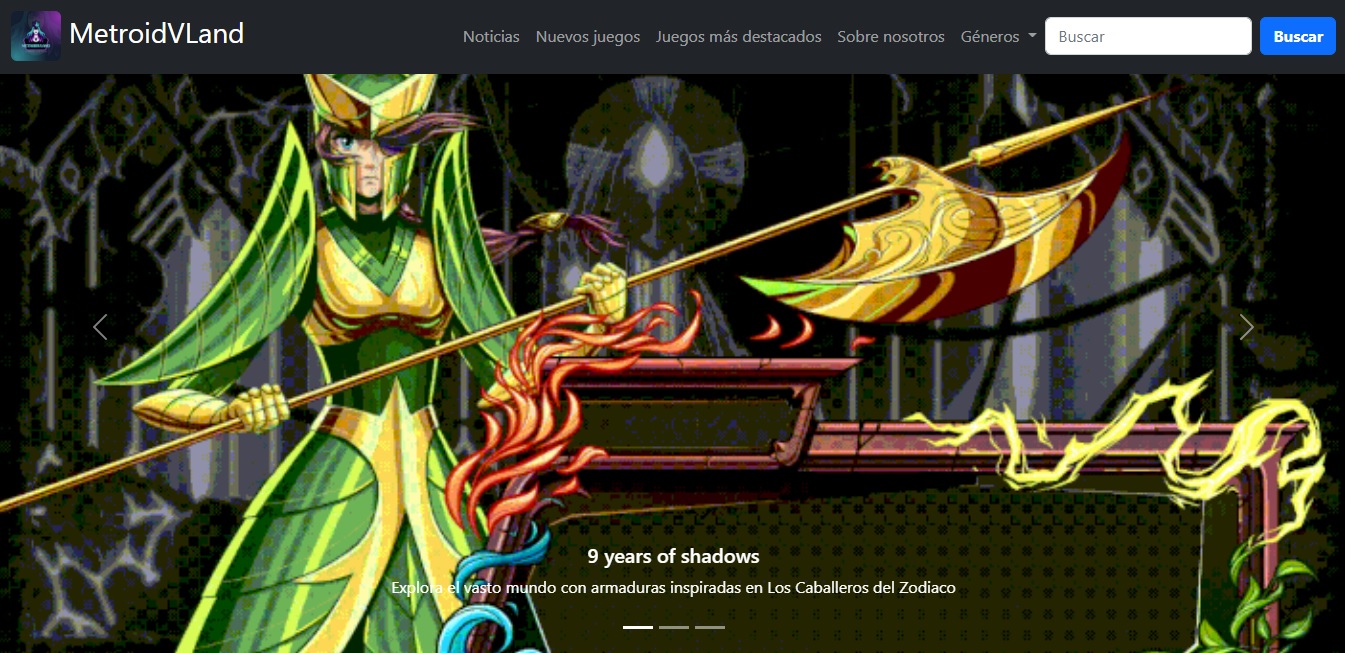 MetroidVLand
Noticias
Nuevos juegos
Juegos más destacados
Sobre nosotros
Géneros
Buscar
Buscar
9 years of shadows
Explora el vasto mundo con armaduras inspiradas en Los Caballeros del Zodiaco